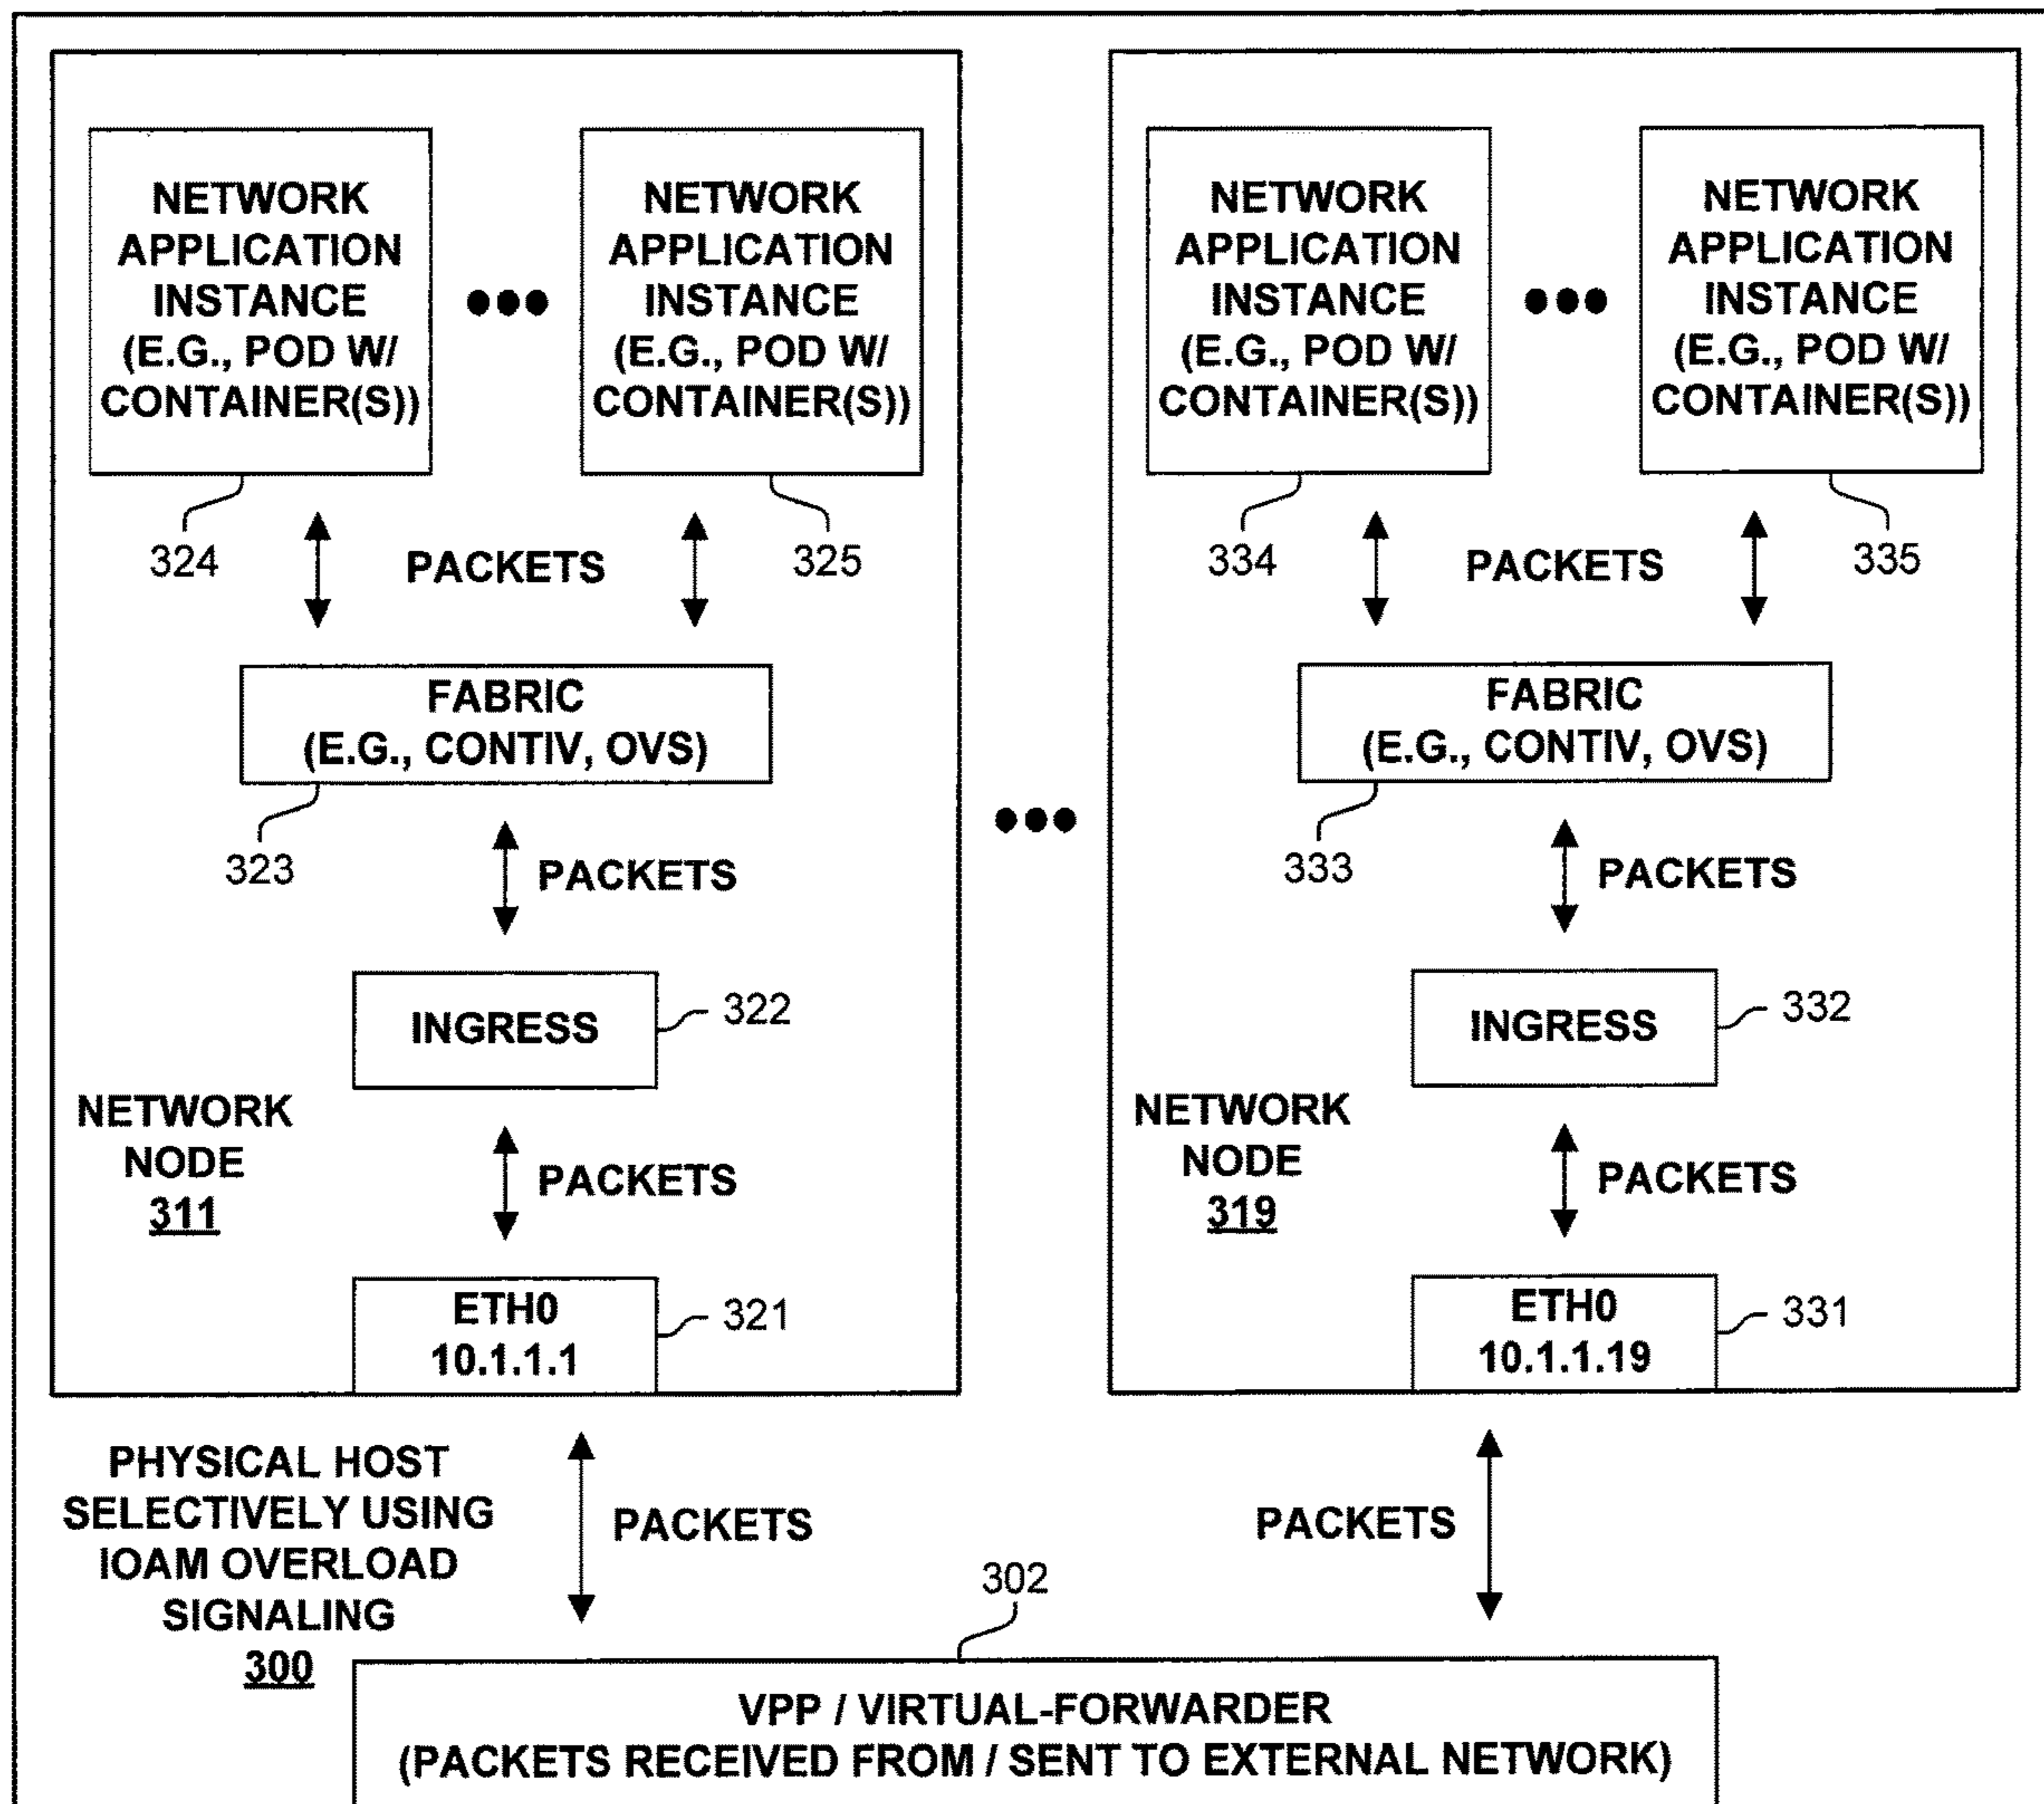 NETWORK
APPLICATION
INSTANCE
(E.G., POD W/
CONTAINER(S))
324
NETWORK
APPLICATION
INSTANCE
(E.G., POD W/
CONTAINER(S))
325
PACKETS
FABRIC
(E.G., CONTIV, OVS)
323
PACKETS
INGRESS
322
NETWORK
NODE
311
PACKETS
ETH0
10.1.1.1
321
NETWORK
APPLICATION
INSTANCE
(E.G., POD W/
CONTAINER(S))
334
NETWORK
APPLICATION
INSTANCE
(E.G., POD W/
CONTAINER(S))
335
PACKETS
FABRIC
(E.G., CONTIV, OVS)
333
PACKETS
INGRESS
332
NETWORK
NODE
319
PACKETS
ETH0
10.1.1.19
331
PHYSICAL HOST
SELECTIVELY USING
IOAM OVERLOAD
SIGNALING
300
PACKETS
PACKETS
302
VPP / VIRTUAL-FORWARDER
(PACKETS RECEIVED FROM / SENT TO EXTERNAL NETWORK)